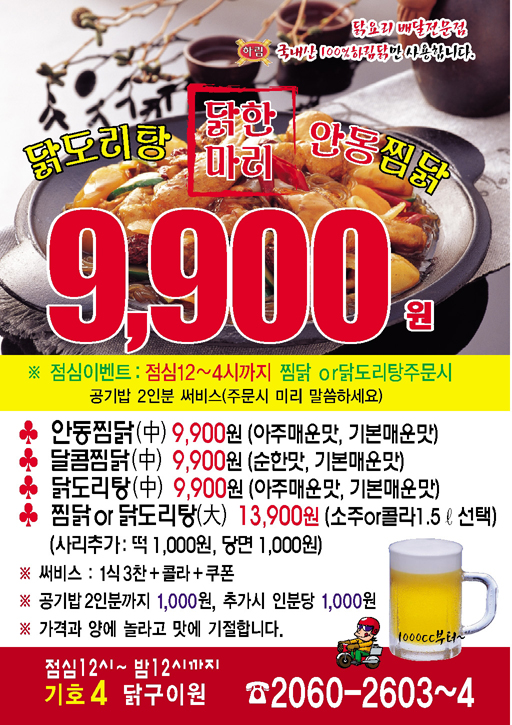 닭요리 배달전문점
하림 국내산 100%하림닭만 사용합니다.
닭도리탕
닭한
마리
안동찜닭
9,900원
※ 점심이벤트 : 점심12~4시까지 찜닭 or닭도리탕주문시
공기밥 2인분 써비스(주문시 미리 말씀하세요)
♣ 안동찜닭(中) 9,900원 (아주매운맛, 기본매운맛)
♣ 달콤찜닭(中) 9,900원 (순한맛, 기본매운맛)
♣ 닭도리탕(中) 9,900원 (아주매운맛, 기본매운맛)
♣ 찜닭 or 닭도리탕(大) 13,900원 (소주or콜라1.5ℓ선택)
(사리추가 : 떡 1,000원, 당면 1,000원)
※ 써비스 : 1식3찬+콜라+쿠폰
※ 공기밥2인분까지 1,000원, 추가시 인분당 1,000원
※ 가격과 양에 놀라고 맛에 기절합니다.
1000cc부터~
점심12시~ 밤12시까지
기호4 닭구이원 ☎2060-2603~4